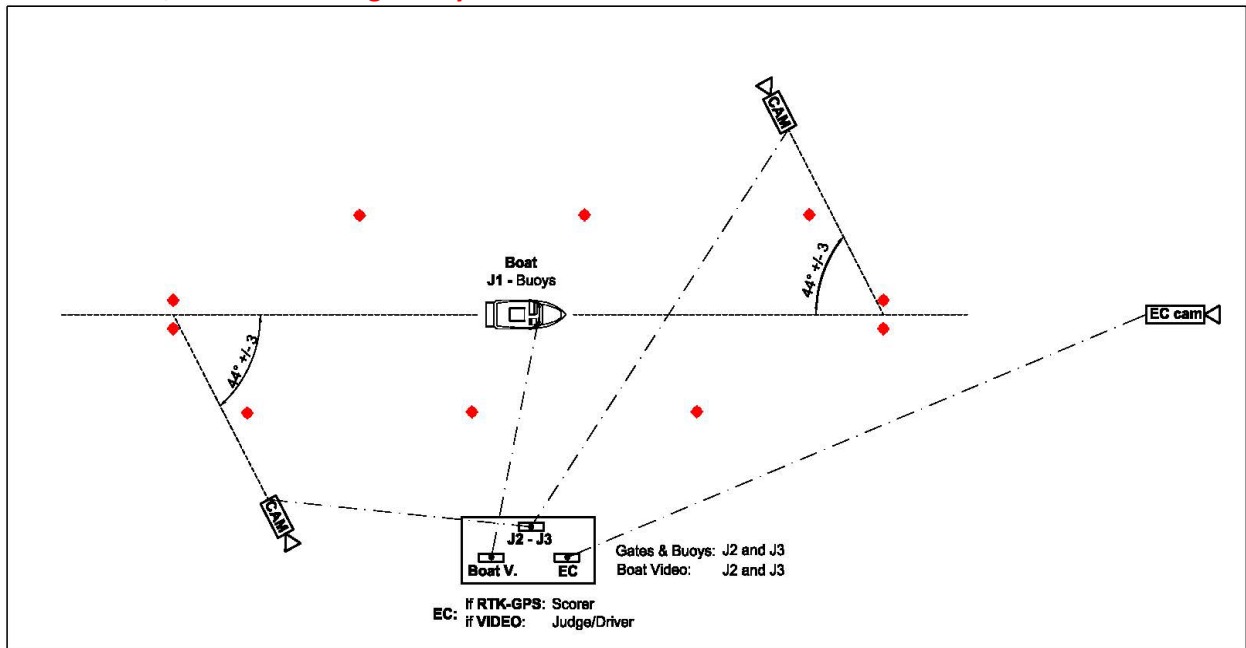 CAM
Boat
J1 - Buoys
44° +/- 3
EC cam
44° +/- 3
CAM
J2 - J3
Boat V. EC
Gates & Buoys: J2 and J3
Boat Video: J2 and J3
EC: If RTK-GPS: Scorer
if VIDEO: Judge/Driver